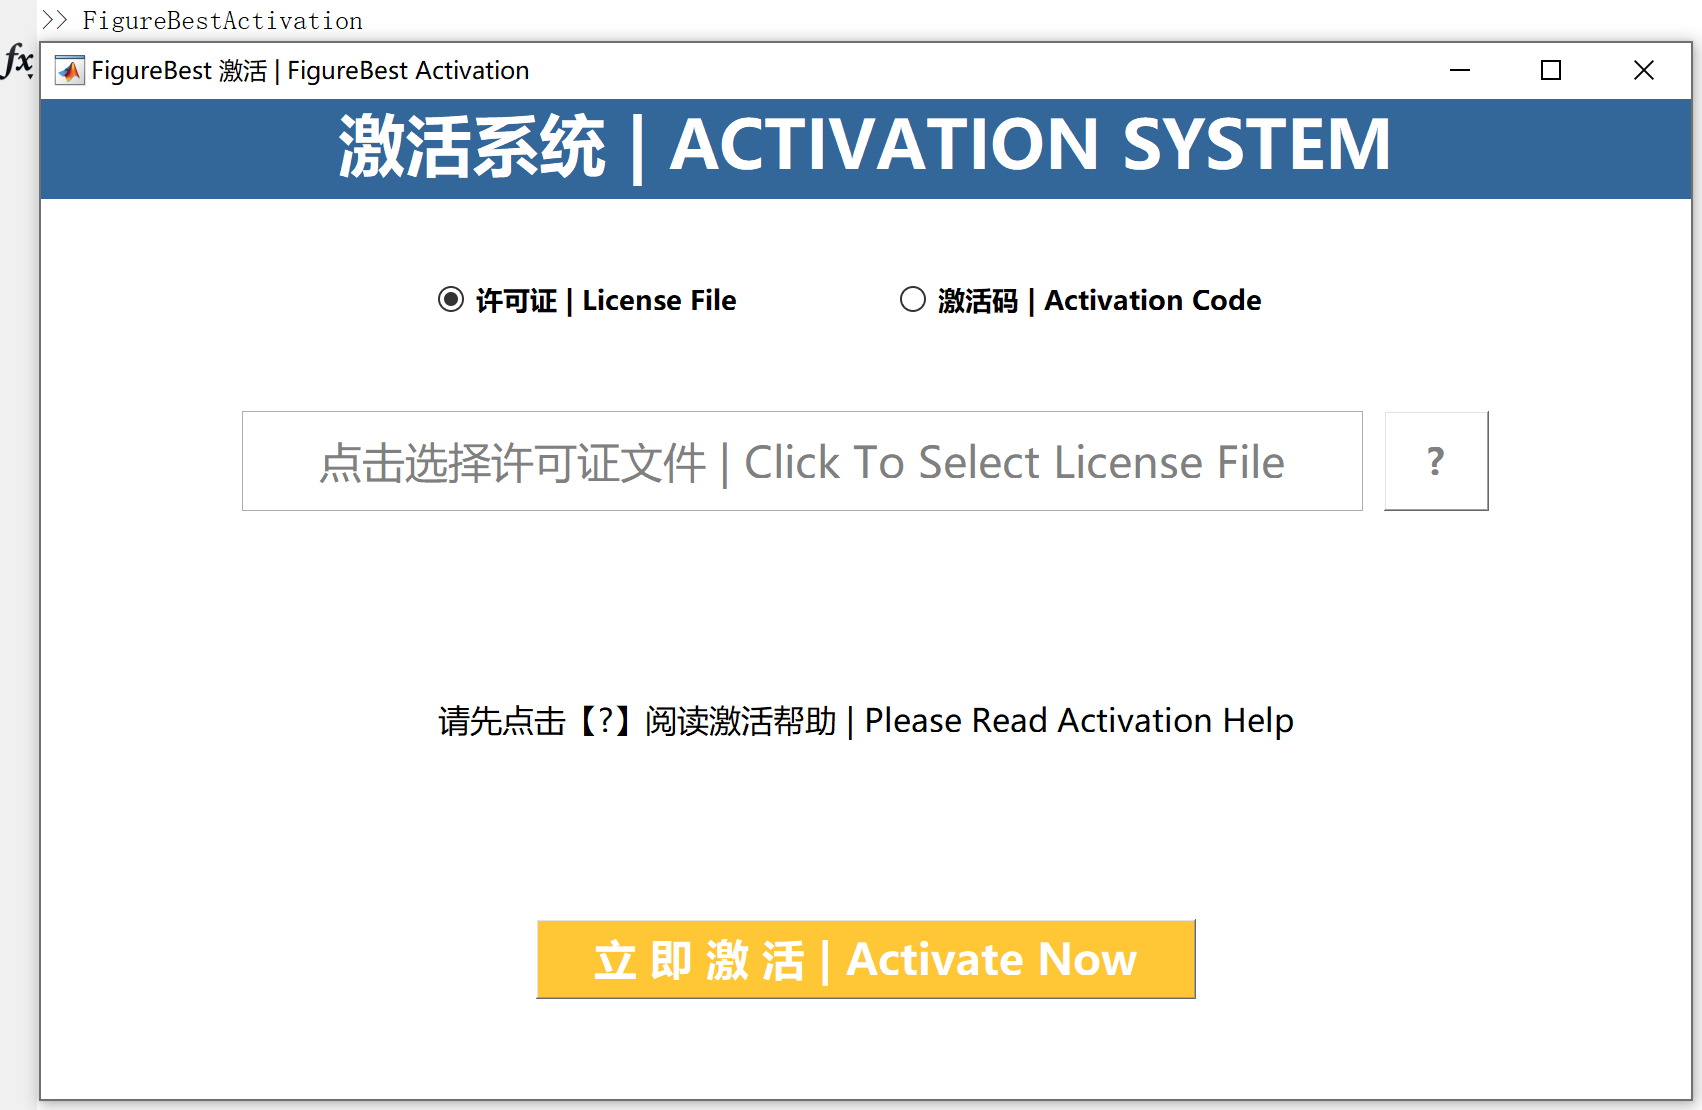 >> FigureBestActivation
fx
FigureBest 激活 | FigureBest Activation
激活系统 | ACTIVATION SYSTEM
许可证 | License File
激活码 | Activation Code
点击选择许可证文件 | Click To Select License File
?
请先点击【?】阅读激活帮助 | Please Read Activation Help
立 即 激 活 | Activate Now